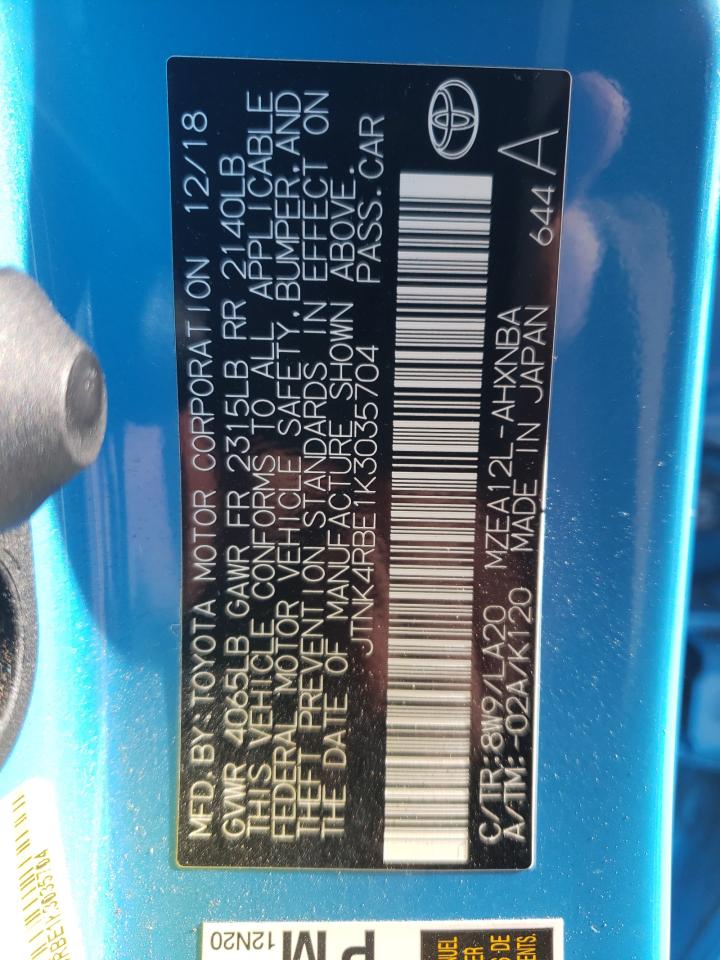 MFD. BY: TOYOTA MOTOR CORPORATION 12/18
GVWR 4065LB GAWR FR 2315LB RR 2140LB
THIS VEHICLE CONFORMS TO ALL APPLICABLE
FEDERAL MOTOR VEHICLE SAFETY, BUMPER, AND
THEFT PREVENTION STANDARDS IN EFFECT ON
THE DATE OF MANUFACTURE SHOWN ABOVE.
JTNK4RBE1K3035704 PASS. CAR
C/TR: 8W9/LA20 MZEA12L-AHXNBA
A/TM: -02A/K120 MADE IN JAPAN 644 A
PM
12N20